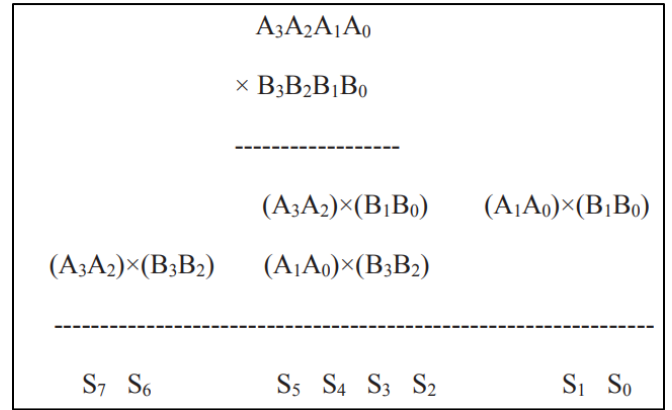 A₃A₂A₁A₀
× B₃B₂B₁B₀
------------------
(A₃A₂)×(B₁B₀) (A₁A₀)×(B₁B₀)
(A₃A₂)×(B₃B₂) (A₁A₀)×(B₃B₂)
-----------------------------------------------------------------
S₇ S₆ S₅ S₄ S₃ S₂ S₁ S₀